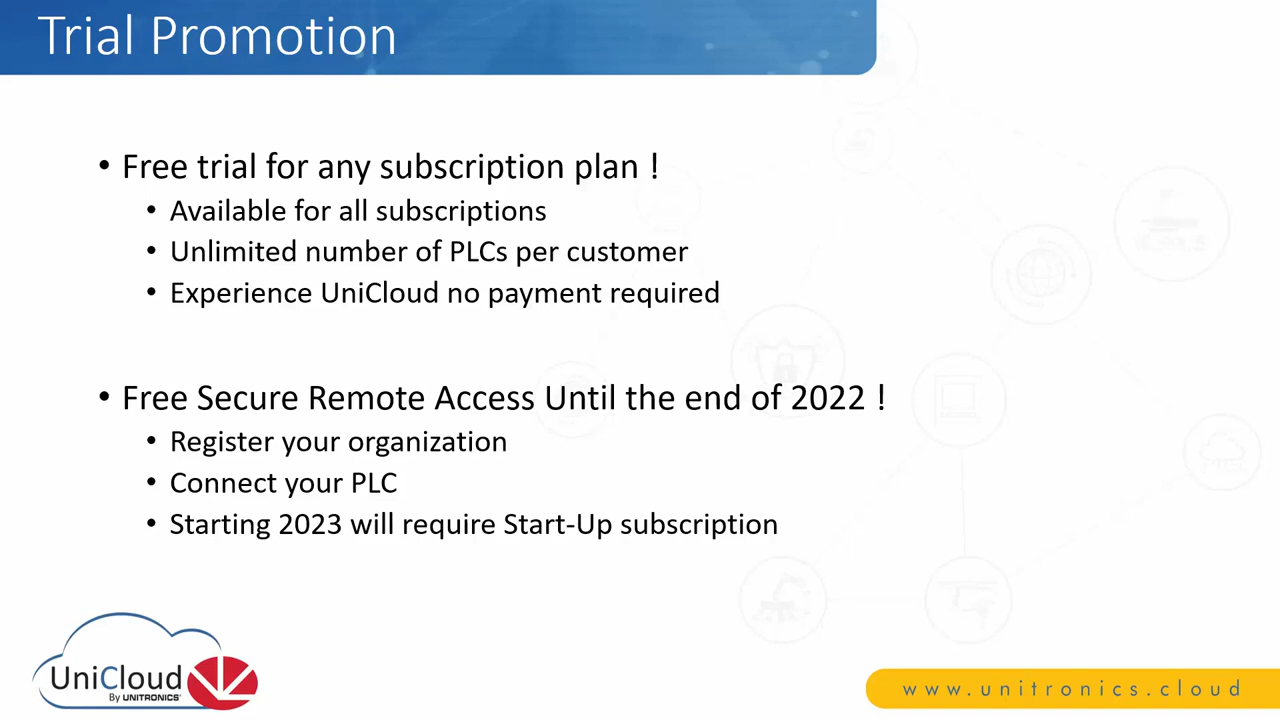 Trial Promotion
• Free trial for any subscription plan !
• Available for all subscriptions
• Unlimited number of PLCs per customer
• Experience UniCloud no payment required
• Free Secure Remote Access Until the end of 2022 !
• Register your organization
• Connect your PLC
• Starting 2023 will require Start-Up subscription
UniCloud
By UNITRONICS
www.unitronics.cloud